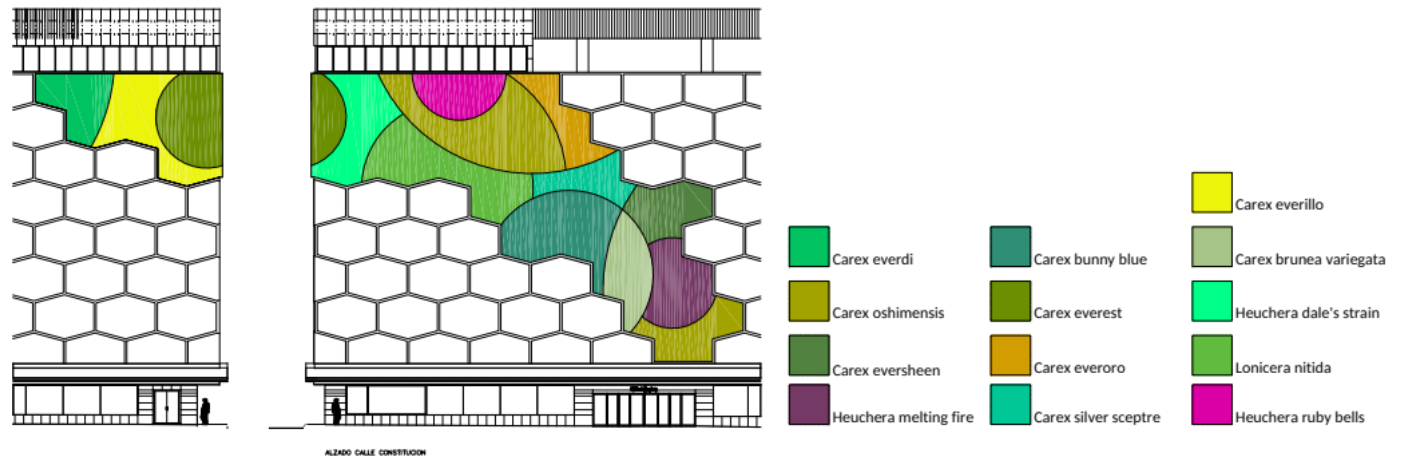 Carex everillo
Carex everdi
Carex bunny blue
Carex brunea variegata
Carex oshimensis
Carex everest
Heuchera dale's strain
Carex eversheen
Carex everoro
Lonicera nitida
Heuchera melting fire
Carex silver sceptre
Heuchera ruby bells
ALZADO CALLE CONSTITUCION